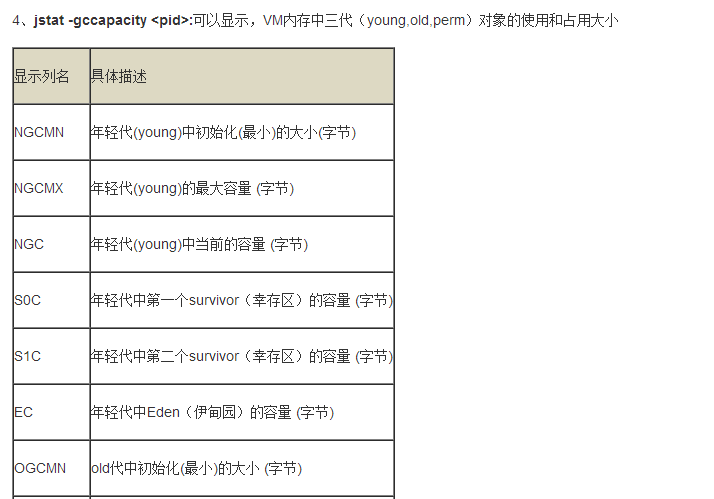 4、jstat -gccapacity <pid>:可以显示，VM内存中三代（young,old,perm）对象的使用和占用大小
显示列名 具体描述
NGCMN 年轻代(young)中初始化(最小)的大小(字节)
NGCMX 年轻代(young)的最大容量 (字节)
NGC 年轻代(young)中当前的容量 (字节)
S0C 年轻代中第一个survivor（幸存区）的容量 (字节)
S1C 年轻代中第二个survivor（幸存区）的容量 (字节)
EC 年轻代中Eden（伊甸园）的容量 (字节)
OGCMN old代中初始化(最小)的大小 (字节)